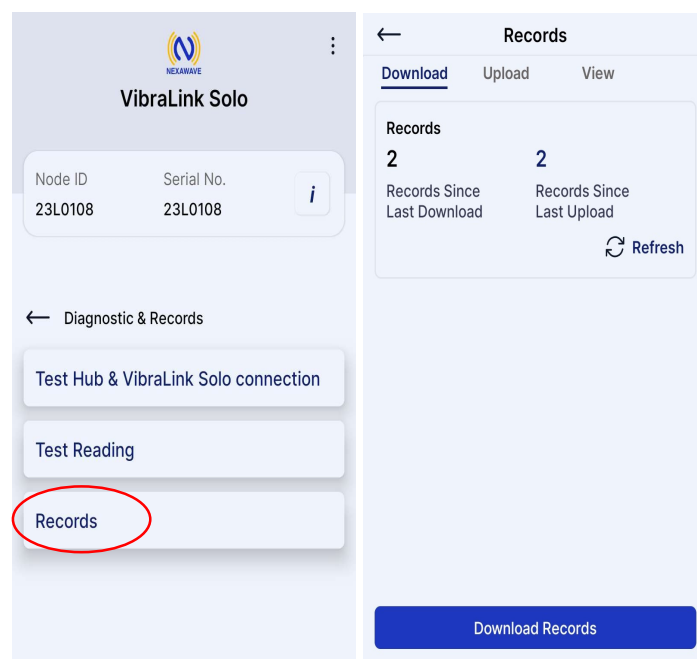 NEXAWAVE
VibraLink Solo
Node ID
Serial No.
i
23L0108
23L0108
Diagnostic & Records
Test Hub & VibraLink Solo connection
Test Reading
Records
Records
Download
Upload
View
Records
2
2
Records Since
Last Download
Records Since
Last Upload
Refresh
Download Records